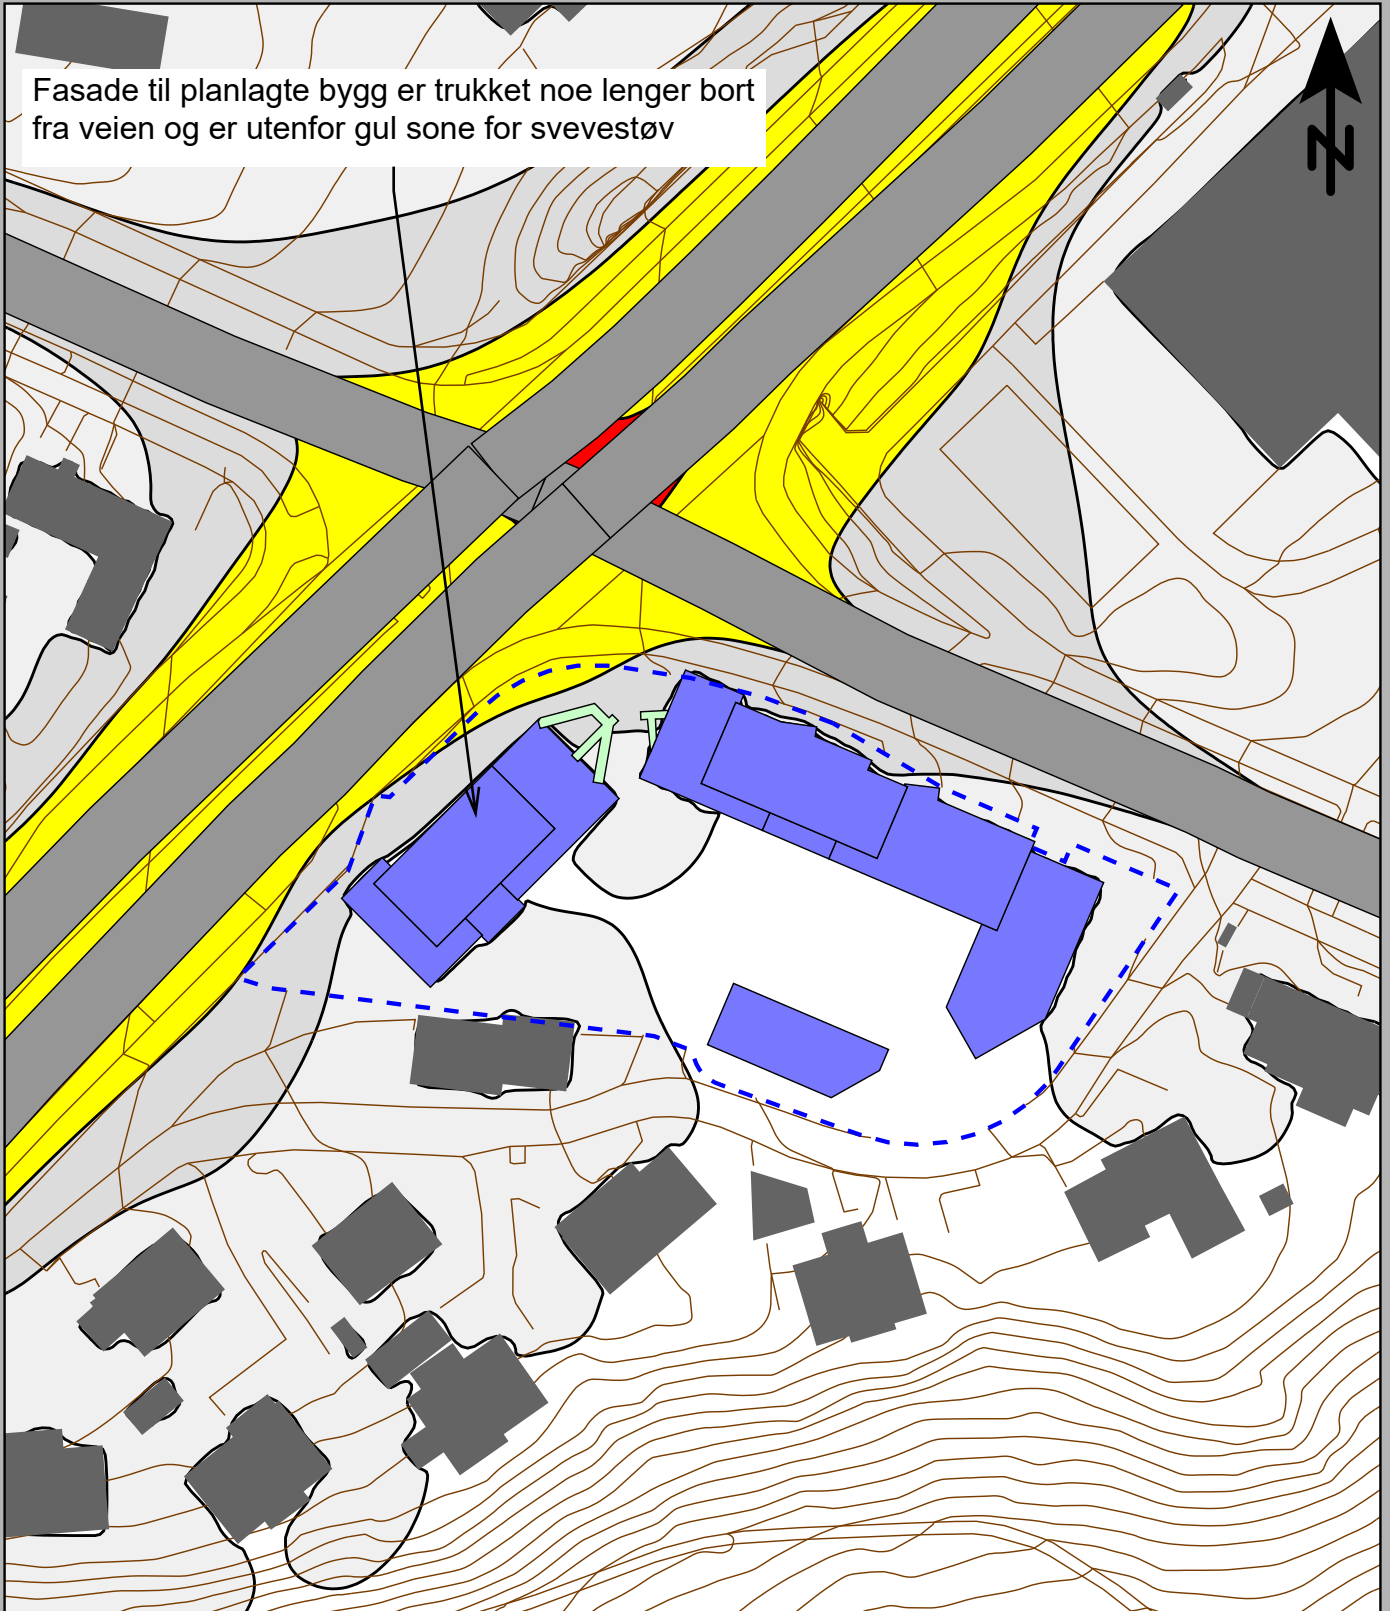 Fasade til planlagte bygg er trukket noe lenger bort
fra veien og er utenfor gul sone for svevestøv
N